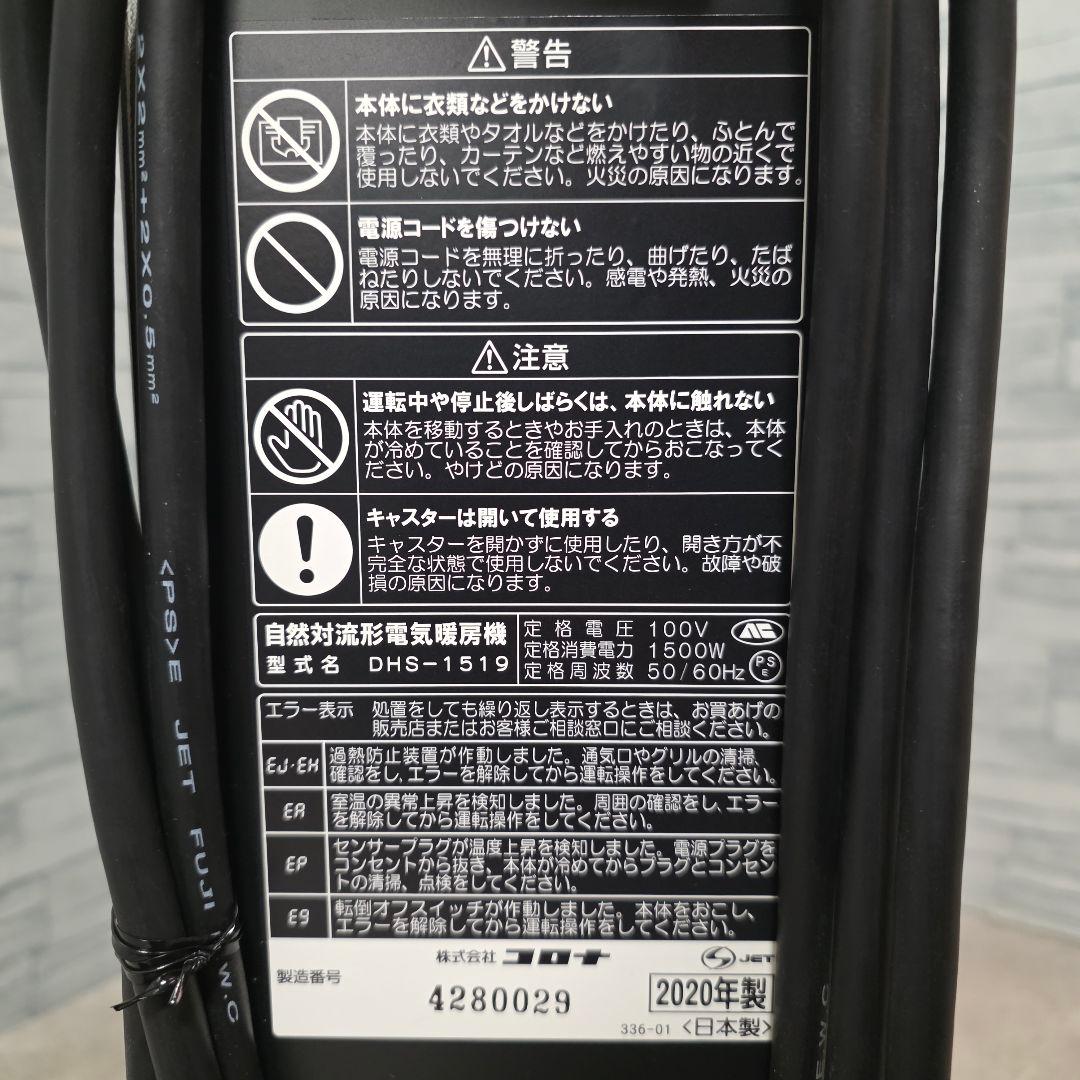 警告
本体に衣類などをかけない
本体に衣類やタオルなどをかけたり、ふとんで
覆ったり、カーテンなど燃えやすい物の近くで
使用しないでください。火災の原因になります。
電源コードを傷つけない
電源コードを無理に折ったり、曲げたり、たば
ねたりしないでください。感電や発熱、火災の
原因になります。
注意
運転中や停止後しばらくは、本体に触れない
本体を移動するときやお手入れのときは、本体
が冷めていることを確認してからおこなってく
ださい。やけどの原因になります。
キャスターは開いて使用する
キャスターを開かずに使用したり、開き方が不
完全な状態で使用しないでください。故障や破
損の原因になります。
自然対流形電気暖房機
型式名 DHS-1519
定格電圧 100V
定格消費電力 1500W
定格周波数 50/60Hz
PS
E
エラー表示 処置をしても繰り返し表示するときは、お買あげの
販売店またはお客様ご相談窓口にご相談ください。
EJ・EH 過熱防止装置が作動しました。通気口やグリルの清掃、
確認をし、エラーを解除してから運転操作をしてください。
EA 室温の異常上昇を検知しました。周囲の確認をし、エラー
を解除してから運転操作をしてください。
EP センサープラグが温度上昇を検知しました。電源プラグを
コンセントから抜き、本体が冷めてからプラグとコンセン
トの清掃、点検をしてください。
E9 転倒オフスイッチが作動しました。本体をおこし、
エラーを解除してから運転操作をしてください。
株式会社 コロナ
JET
製造番号
4280029
2020年製
336-01 <日本製>
2X2mm²+2X0.5mm²
<PS>E JET FUJI
W.C